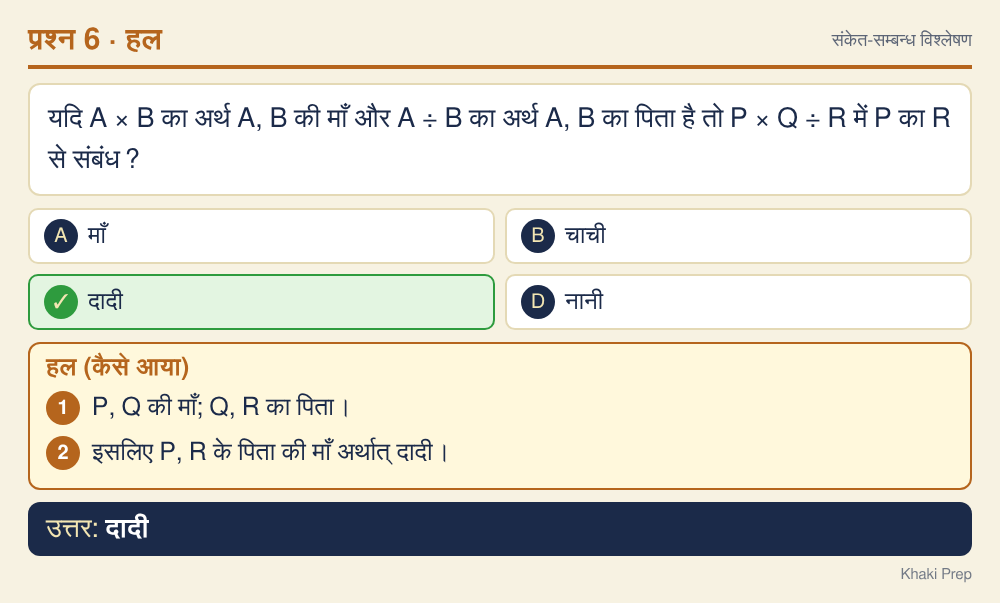 प्रश्न 6 · हल
संकेत-सम्बन्ध विश्लेषण
यदि A × B का अर्थ A, B की माँ और A ÷ B का अर्थ A, B का पिता है तो P × Q ÷ R में P का R
से संबंध ?
A माँ
B चाची
✓ दादी
D नानी
हल (कैसे आया)
1 P, Q की माँ; Q, R का पिता।
2 इसलिए P, R के पिता की माँ अर्थात् दादी।
उत्तर: दादी
Khaki Prep